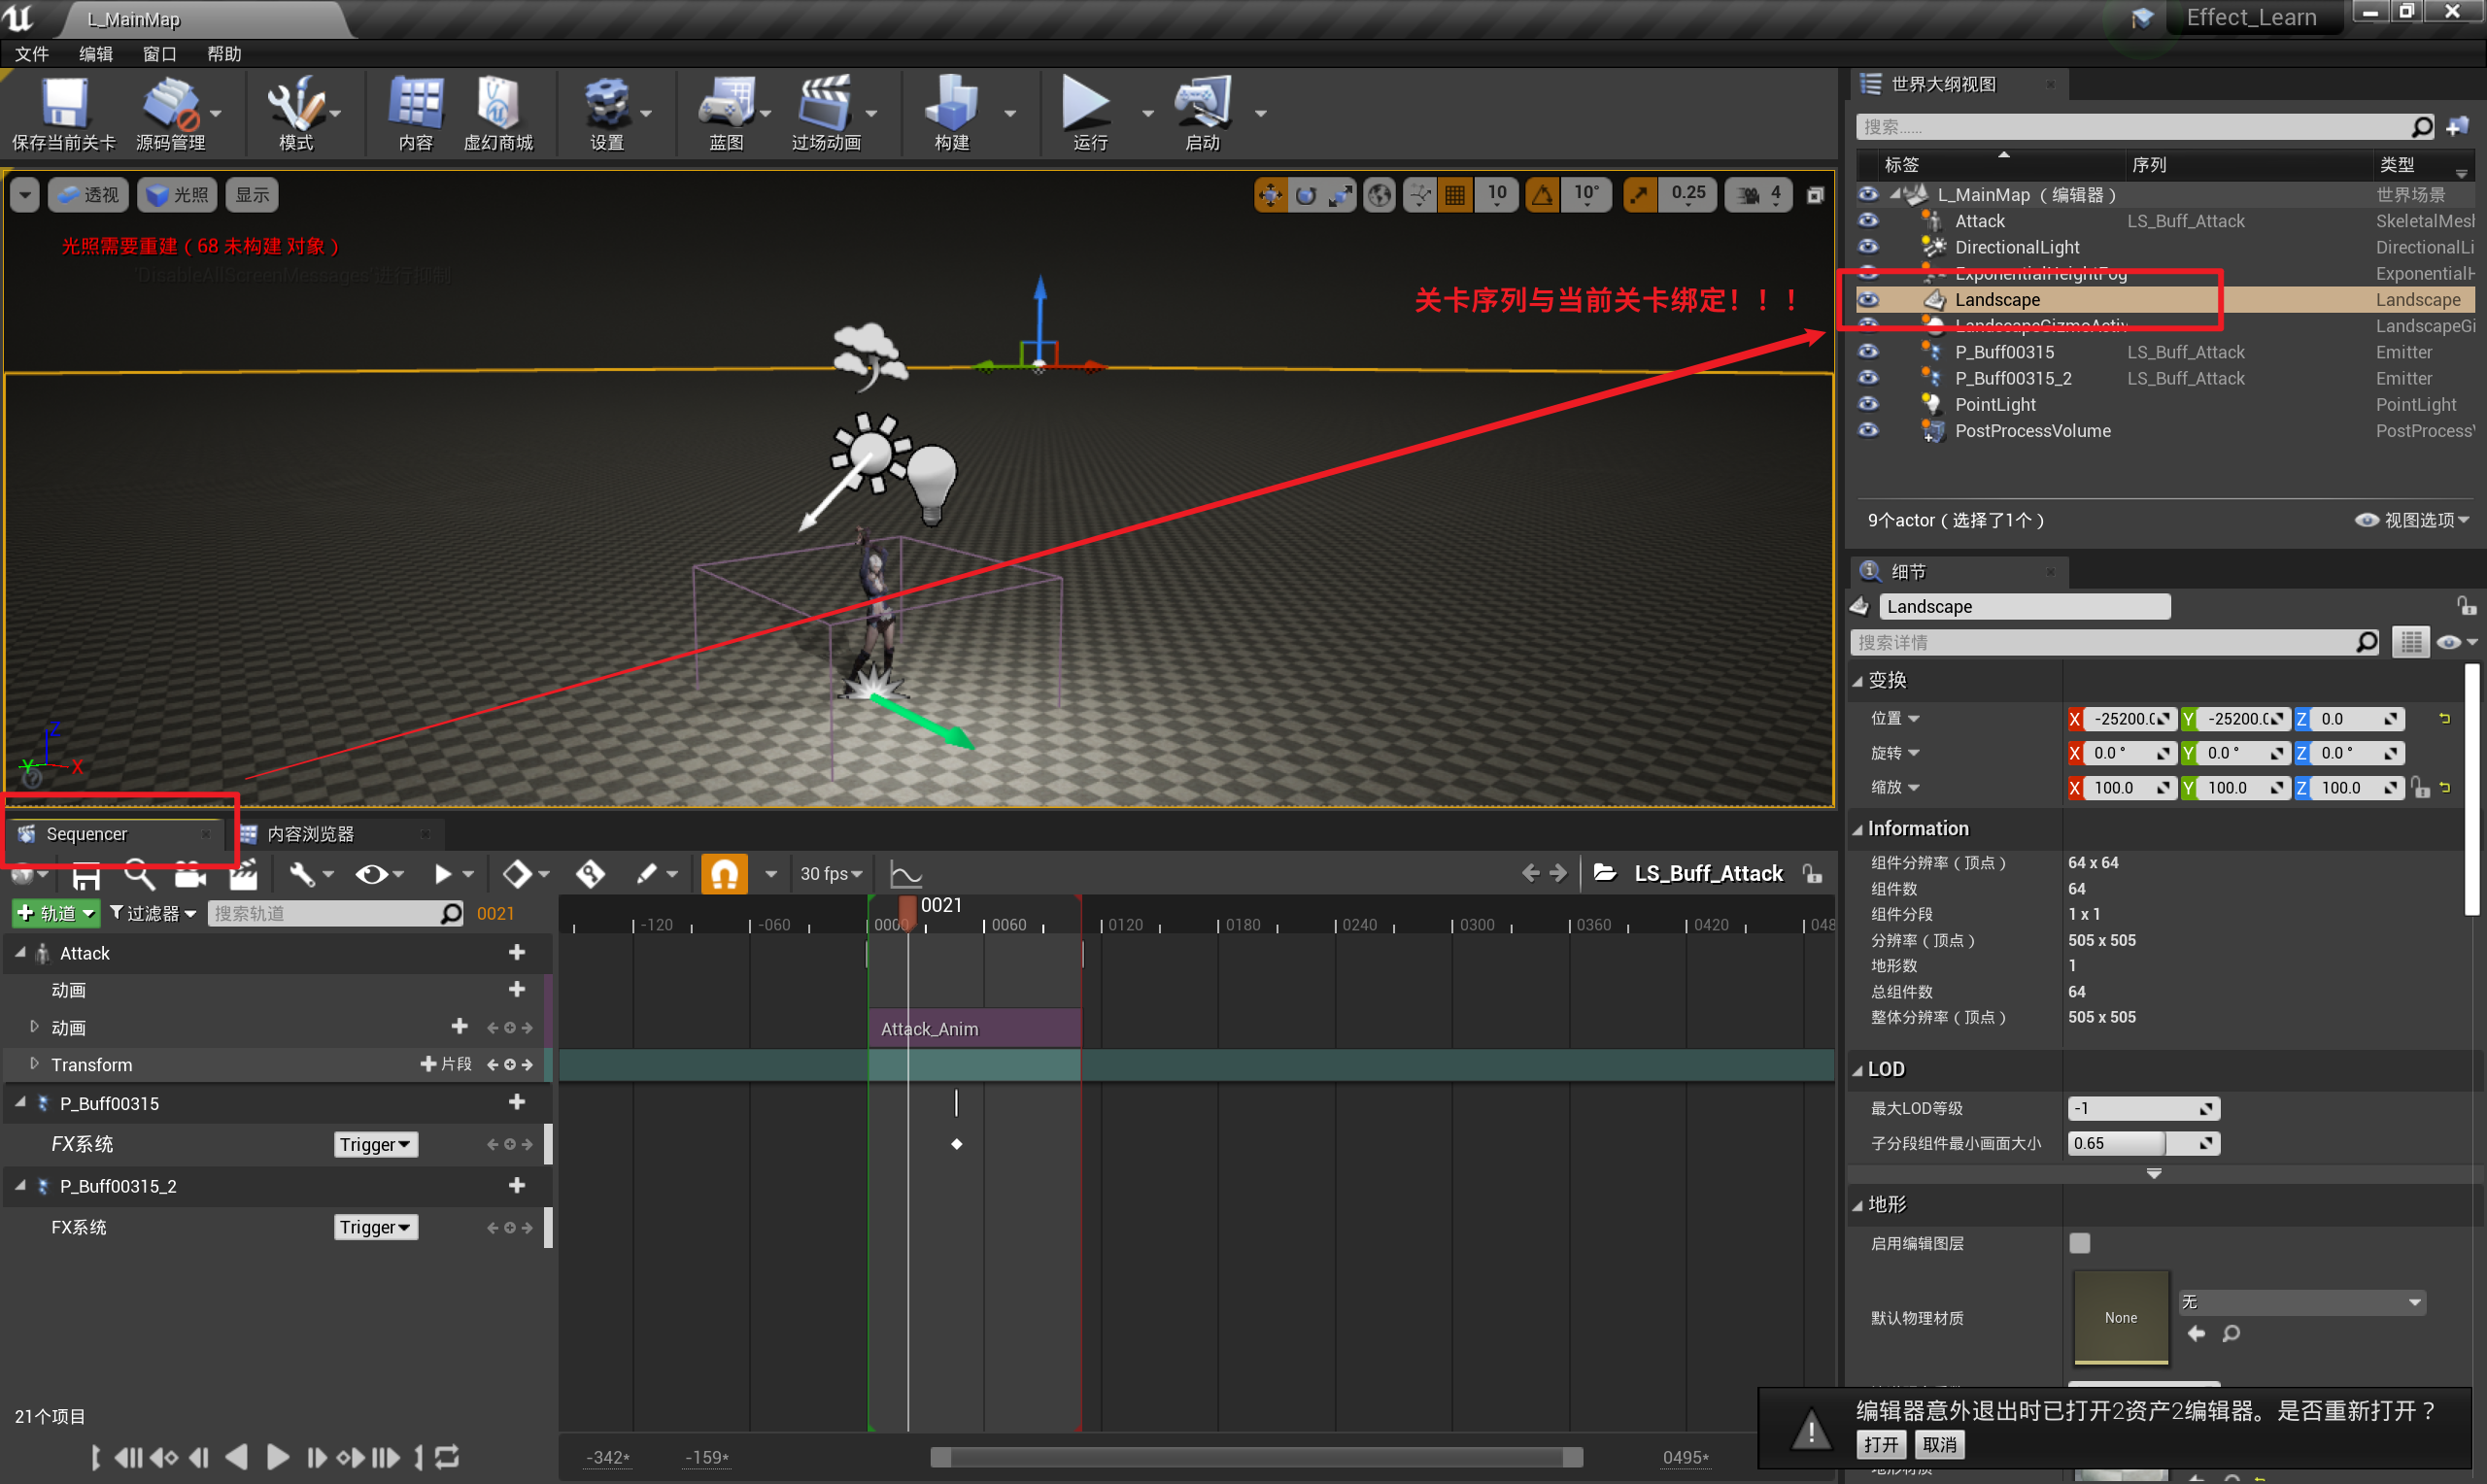 L_MainMap
Effect_Learn
文件 编辑 窗口 帮助
保存当前关卡 源码管理 模式 内容 虚幻商城 设置 蓝图 过场动画 构建 运行 启动
透视 光照 显示
10 10° 0.25 4
光照需要重建（68 未构建 对象）
'DisableAllScreenMessages'进行抑制
关卡序列与当前关卡绑定！！！
Z
Y X
世界大纲视图
搜索......
标签 序列 类型
L_MainMap（编辑器） 世界场景
Attack LS_Buff_Attack SkeletalMesh
DirectionalLight DirectionalLi
ExponentialHeightFog ExponentialH
Landscape Landscape
LandscapeGizmoActiv LandscapeGi
P_Buff00315 LS_Buff_Attack Emitter
P_Buff00315_2 LS_Buff_Attack Emitter
PointLight PointLight
PostProcessVolume PostProcessV
9个actor（选择了1个） 视图选项
细节
Landscape
搜索详情
变换
位置 X -25200.0 Y -25200.0 Z 0.0
旋转 X 0.0 ° Y 0.0 ° Z 0.0 °
缩放 X 100.0 Y 100.0 Z 100.0
Information
组件分辨率（顶点） 64 x 64
组件数 64
组件分段 1 x 1
分辨率（顶点） 505 x 505
地形数 1
总组件数 64
整体分辨率（顶点） 505 x 505
LOD
最大LOD等级 -1
子分段组件最小画面大小 0.65
地形
启用编辑图层
默认物理材质 None 无
编辑器意外退出时已打开2资产2编辑器。是否重新打开？
打开 取消
Sequencer 内容浏览器
30 fps LS_Buff_Attack
轨道 过滤器 搜索轨道 0021
0021
-120 -060 0000 0060 0120 0180 0240 0300 0360 0420 048
Attack
动画
动画 Attack_Anim
Transform 片段
P_Buff00315
FX系统 Trigger
P_Buff00315_2
FX系统 Trigger
21个项目
-342* -159* 0495*